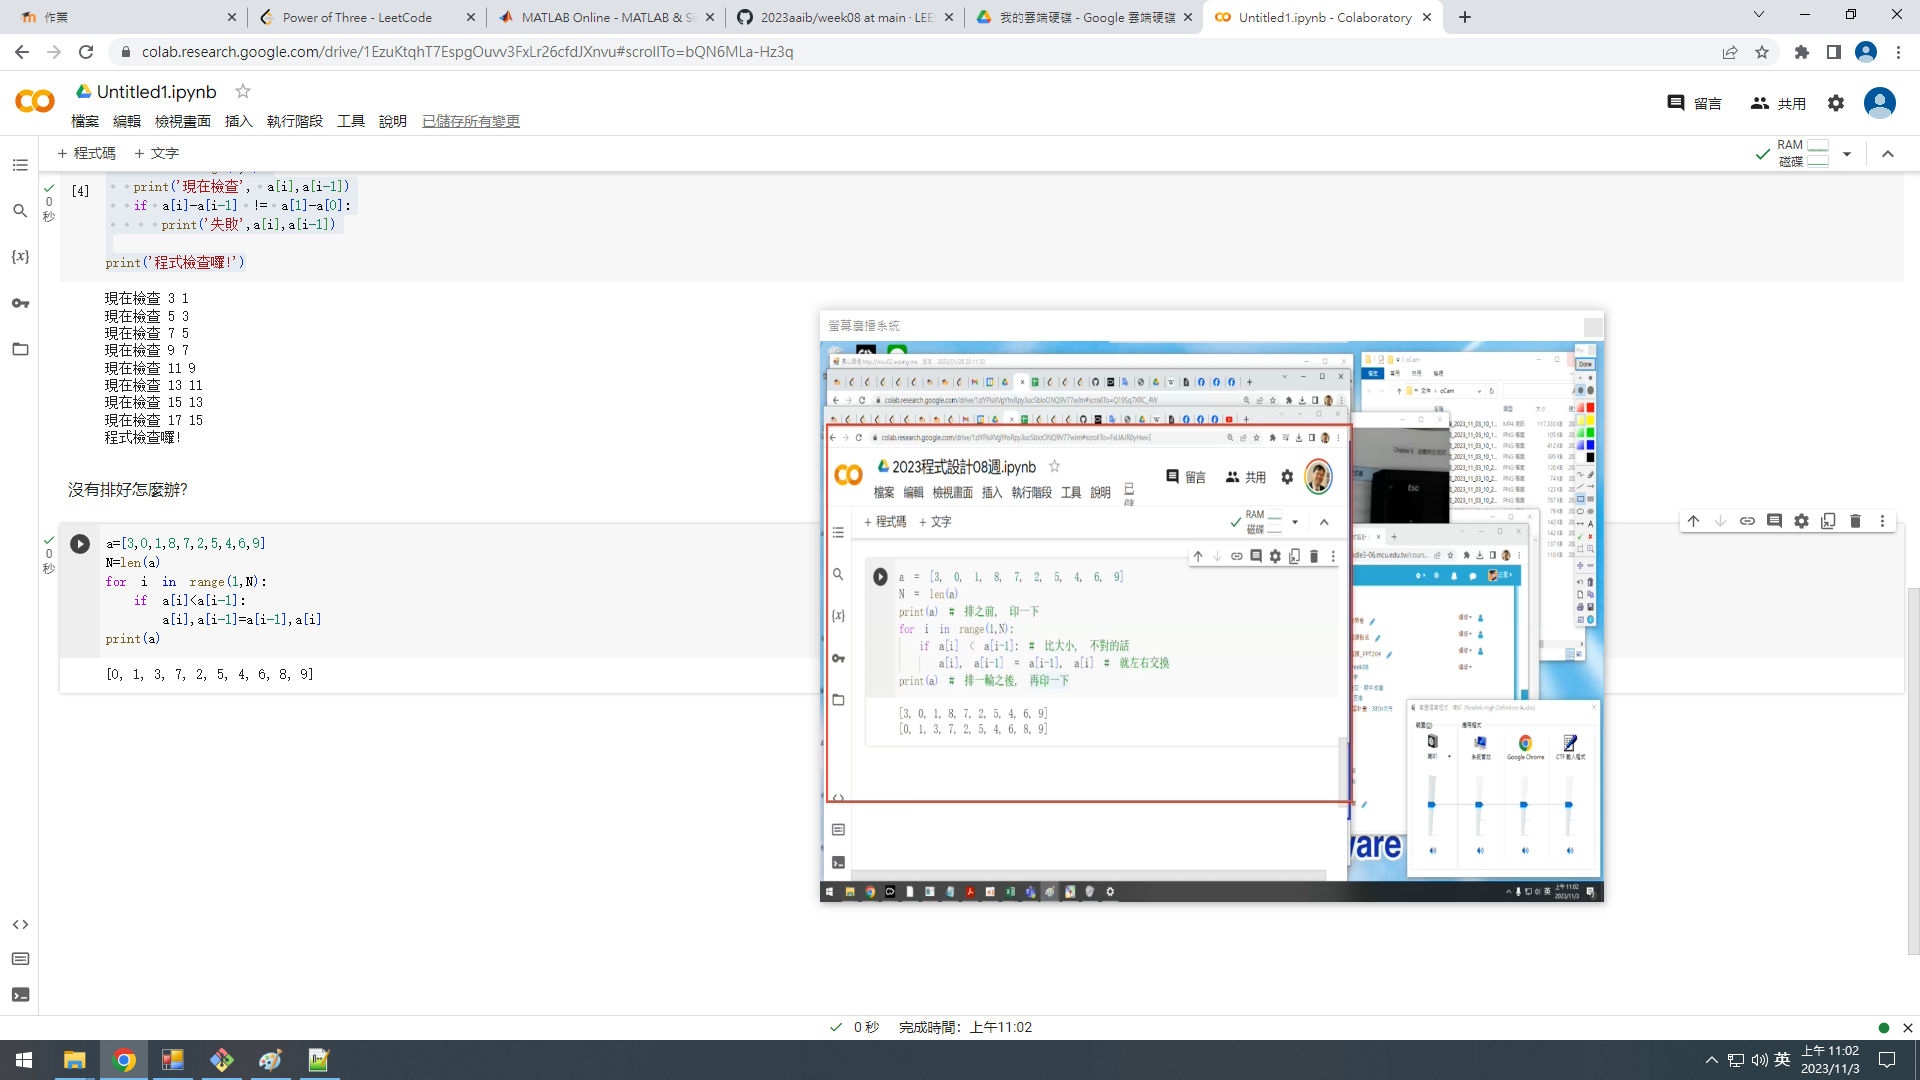 作業
Power of Three - LeetCode
MATLAB Online - MATLAB & Si
2023aaib/week08 at main · LEE
我的雲端硬碟 - Google 雲端硬碟
Untitled1.ipynb - Colaboratory
colab.research.google.com/drive/1EzuKtqhT7EspgOuvv3FxLr26cfdJXnvu#scrollTo=bQN6MLa-Hz3q
Untitled1.ipynb
檔案 編輯 檢視畫面 插入 執行階段 工具 說明 已儲存所有變更
留言
共用
+ 程式碼 + 文字
RAM
磁碟
[4]
0
秒
print('現在檢查', a[i],a[i-1])
if a[i]-a[i-1] != a[1]-a[0]:
print('失敗',a[i],a[i-1])
print('程式檢查囉!')
現在檢查 3 1
現在檢查 5 3
現在檢查 7 5
現在檢查 9 7
現在檢查 11 9
現在檢查 13 11
現在檢查 15 13
現在檢查 17 15
程式檢查囉!
沒有排好怎麼辦?
0
秒
a=[3,0,1,8,7,2,5,4,6,9]
N=len(a)
for i in range(1,N):
if a[i]<a[i-1]:
a[i],a[i-1]=a[i-1],a[i]
print(a)
[0, 1, 3, 7, 2, 5, 4, 6, 8, 9]
螢幕廣播系統
2023程式設計08週.ipynb
檔案 編輯 檢視畫面 插入 執行階段 工具 說明
留言
共用
+ 程式碼 + 文字
RAM
磁碟
a = [3, 0, 1, 8, 7, 2, 5, 4, 6, 9]
N = len(a)
print(a) # 排之前, 印一下
for i in range(1,N):
if a[i] < a[i-1]: # 比大小, 不對的話
a[i], a[i-1] = a[i-1], a[i] # 就左右交換
print(a) # 排一輪之後, 再印一下
[3, 0, 1, 8, 7, 2, 5, 4, 6, 9]
[0, 1, 3, 7, 2, 5, 4, 6, 8, 9]
Done
Esc
Google Chrome
上午 11:02
2023/11/3
0 秒 完成時間：上午11:02
英
上午 11:02
2023/11/3